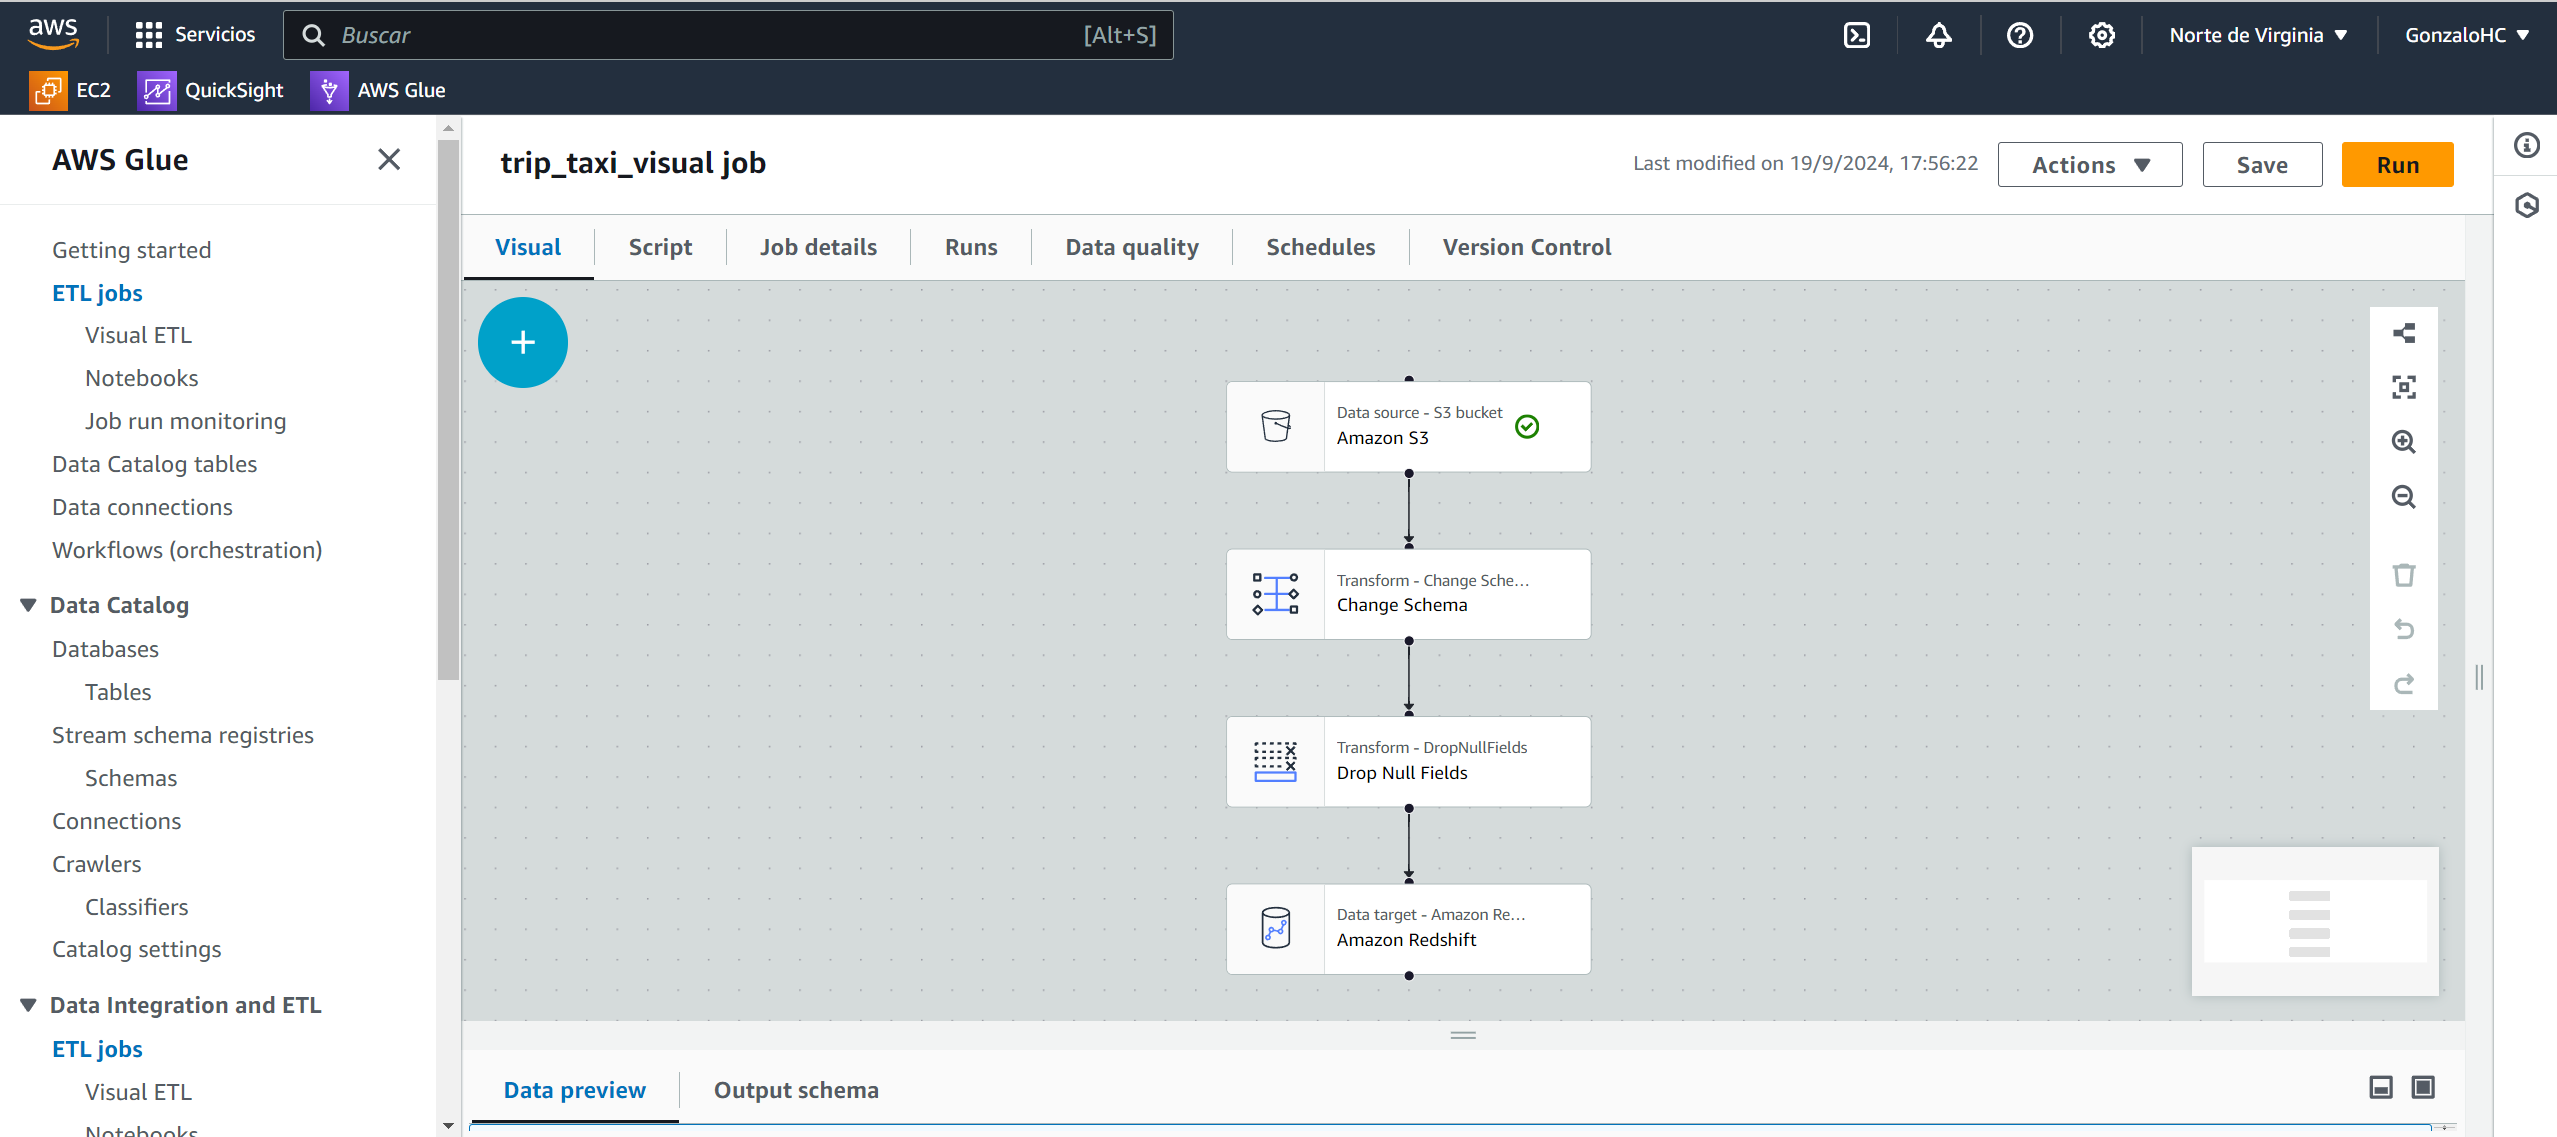 aws
Servicios
Buscar
[Alt+S]
Norte de Virginia
GonzaloHC
EC2
QuickSight
AWS Glue
AWS Glue
Getting started
ETL jobs
Visual ETL
Notebooks
Job run monitoring
Data Catalog tables
Data connections
Workflows (orchestration)
Data Catalog
Databases
Tables
Stream schema registries
Schemas
Connections
Crawlers
Classifiers
Catalog settings
Data Integration and ETL
ETL jobs
Visual ETL
Notebooks
trip_taxi_visual job
Last modified on 19/9/2024, 17:56:22
Actions
Save
Run
Visual
Script
Job details
Runs
Data quality
Schedules
Version Control
Data source - S3 bucket
Amazon S3
Transform - Change Sche...
Change Schema
Transform - DropNullFields
Drop Null Fields
Data target - Amazon Re...
Amazon Redshift
Data preview
Output schema